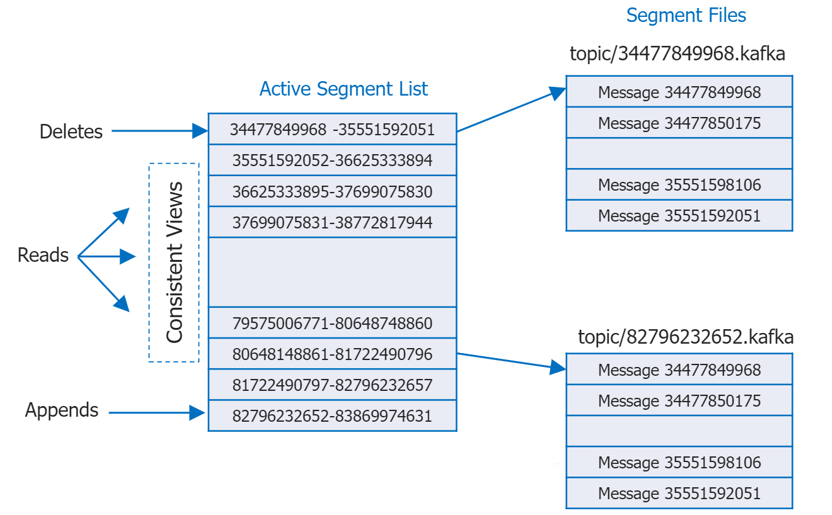 Segment Files
topic/34477849968.kafka
Active Segment List
Message 34477849968
Message 34477850175
Message 35551598106
Message 35551592051
Deletes
34477849968 -35551592051
35551592052-36625333894
36625333895-37699075830
37699075831-38772817944
Consistent Views
Reads
79575006771-80648748860
80648148861-81722490796
81722490797-82796232657
82796232652-83869974631
Appends
topic/82796232652.kafka
Message 34477849968
Message 34477850175
Message 35551598106
Message 35551592051